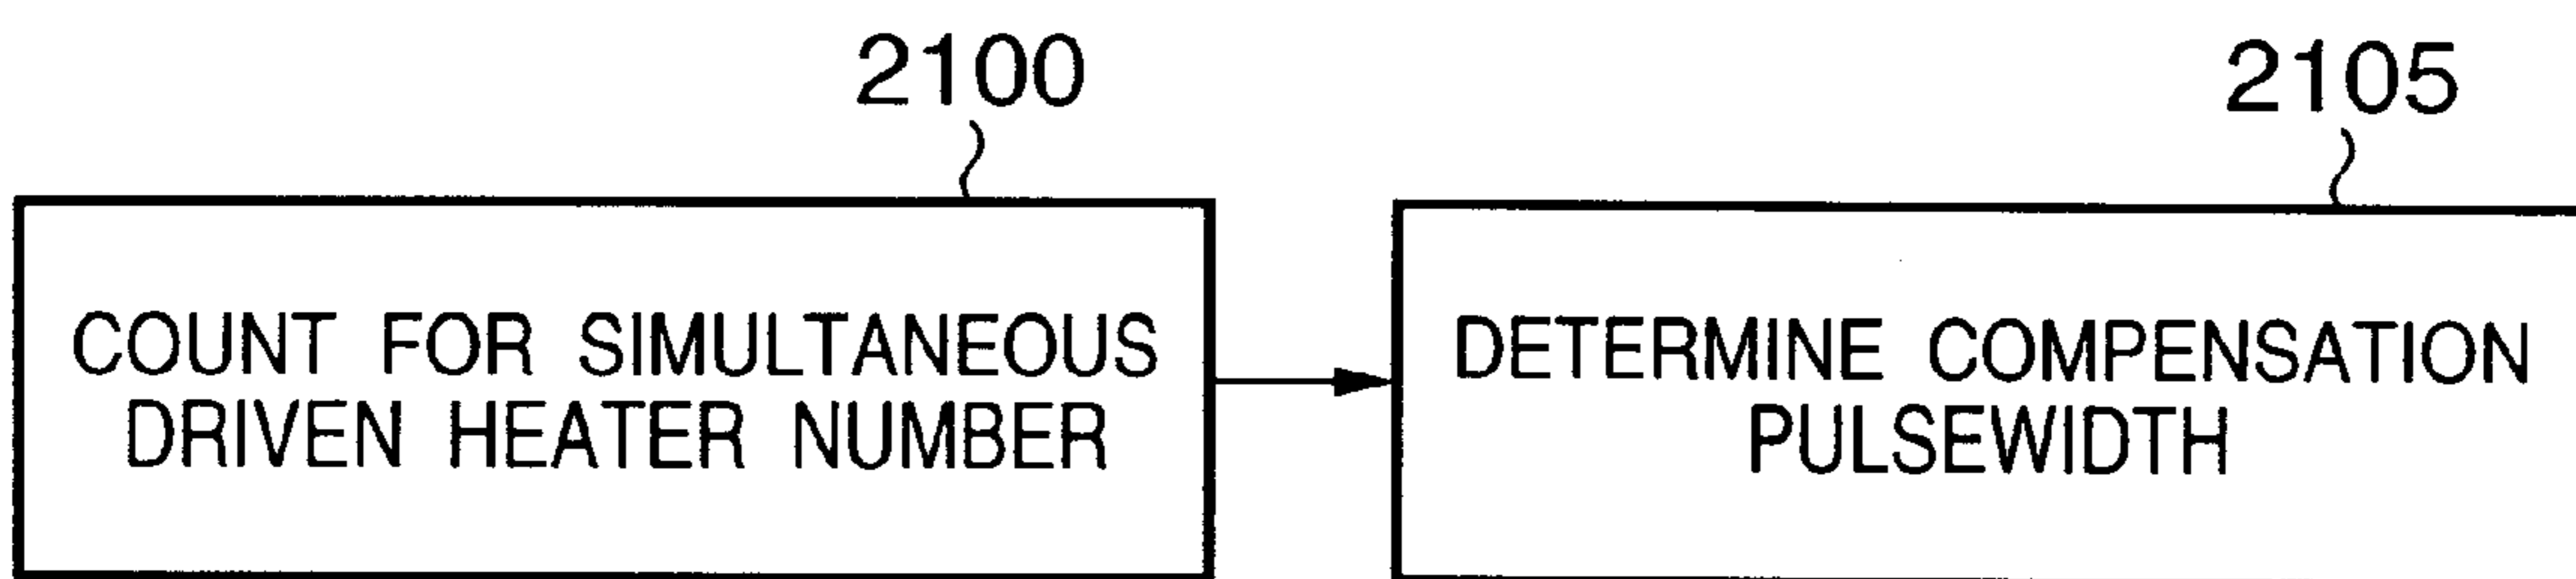 2100
COUNT FOR SIMULTANEOUS
DRIVEN HEATER NUMBER
2105
DETERMINE COMPENSATION
PULSEWIDTH